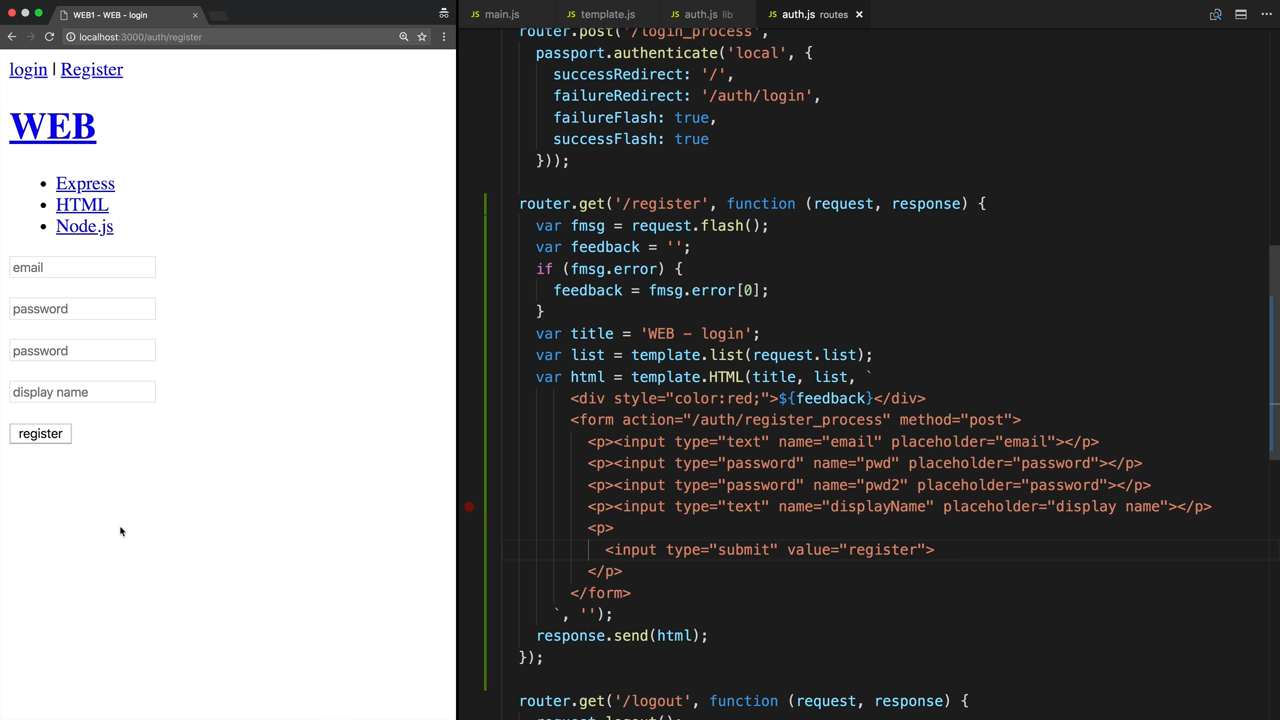 WEB1 - WEB - login
localhost:3000/auth/register
login | Register
WEB
Express
HTML
Node.js
email
password
password
display name
register
JS main.js JS template.js JS auth.js lib JS auth.js routes
router.post('/login_process',
passport.authenticate('local', {
successRedirect: '/',
failureRedirect: '/auth/login',
failureFlash: true,
successFlash: true
}));
router.get('/register', function (request, response) {
var fmsg = request.flash();
var feedback = '';
if (fmsg.error) {
feedback = fmsg.error[0];
}
var title = 'WEB - login';
var list = template.list(request.list);
var html = template.HTML(title, list, `
<div style="color:red;">${feedback}</div>
<form action="/auth/register_process" method="post">
<p><input type="text" name="email" placeholder="email"></p>
<p><input type="password" name="pwd" placeholder="password"></p>
<p><input type="password" name="pwd2" placeholder="password"></p>
<p><input type="text" name="displayName" placeholder="display name"></p>
<p>
<input type="submit" value="register">
</p>
</form>
`, '');
response.send(html);
});
router.get('/logout', function (request, response) {
request.logout();